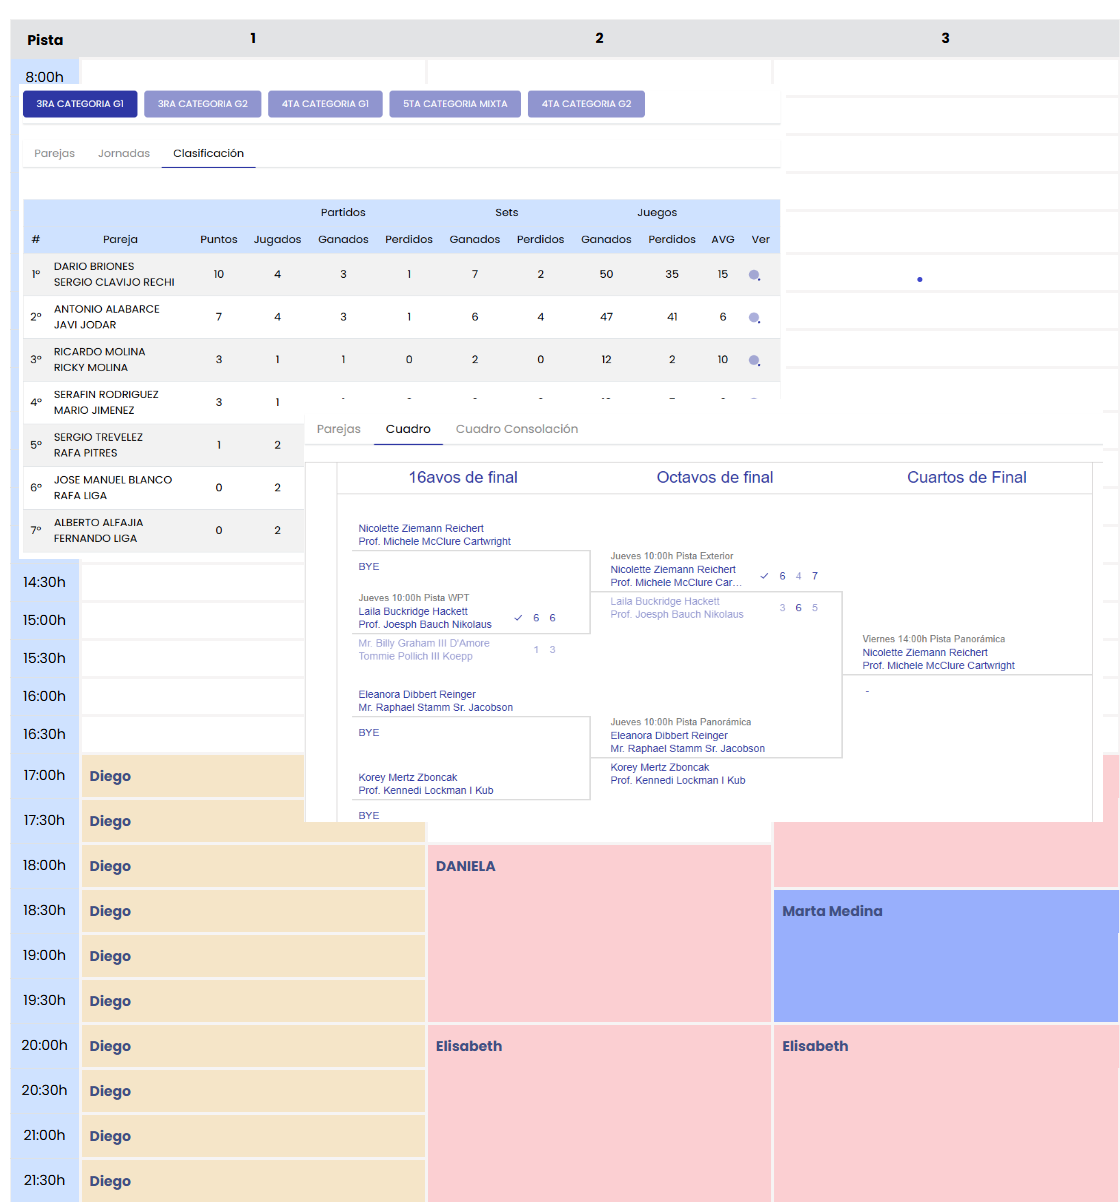 Pista 1 2 3
8:00h
3RA CATEGORIA G1 3RA CATEGORIA G2 4TA CATEGORIA G1 5TA CATEGORIA MIXTA 4TA CATEGORIA G2
Parejas Jornadas Clasificación
Partidos Sets Juegos
# Pareja Puntos Jugados Ganados Perdidos Ganados Perdidos Ganados Perdidos AVG Ver
1º DARIO BRIONES
SERGIO CLAVIJO RECHI 10 4 3 1 7 2 50 35 15
2º ANTONIO ALABARCE
JAVI JODAR 7 4 3 1 6 4 47 41 6
3º RICARDO MOLINA
RICKY MOLINA 3 1 1 0 2 0 12 2 10
4º SERAFIN RODRIGUEZ
MARIO JIMENEZ 3 1
5º SERGIO TREVELEZ
RAFA PITRES 1 2
6º JOSE MANUEL BLANCO
RAFA LIGA 0 2
7º ALBERTO ALFAJIA
FERNANDO LIGA 0 2
Parejas Cuadro Cuadro Consolación
16avos de final Octavos de final Cuartos de Final
Nicolette Ziemann Reichert
Prof. Michele McClure Cartwright
BYE
Jueves 10:00h Pista WPT
Laila Buckridge Hackett
Prof. Joesph Bauch Nikolaus ✓ 6 6
Mr. Billy Graham III D'Amore
Tommie Pollich III Koepp 1 3
Eleanora Dibbert Reinger
Mr. Raphael Stamm Sr. Jacobson
BYE
Korey Mertz Zboncak
Prof. Kennedi Lockman I Kub
BYE
Jueves 10:00h Pista Exterior
Nicolette Ziemann Reichert
Prof. Michele McClure Car... ✓ 6 4 7
Laila Buckridge Hackett
Prof. Joesph Bauch Nikolaus 3 6 5
Jueves 10:00h Pista Panorámica
Eleanora Dibbert Reinger
Mr. Raphael Stamm Sr. Jacobson
Korey Mertz Zboncak
Prof. Kennedi Lockman I Kub
Viernes 14:00h Pista Panorámica
Nicolette Ziemann Reichert
Prof. Michele McClure Cartwright
-
14:30h
15:00h
15:30h
16:00h
16:30h
17:00h Diego
17:30h Diego
18:00h Diego DANIELA
18:30h Diego Marta Medina
19:00h Diego
19:30h Diego
20:00h Diego Elisabeth Elisabeth
20:30h Diego
21:00h Diego
21:30h Diego